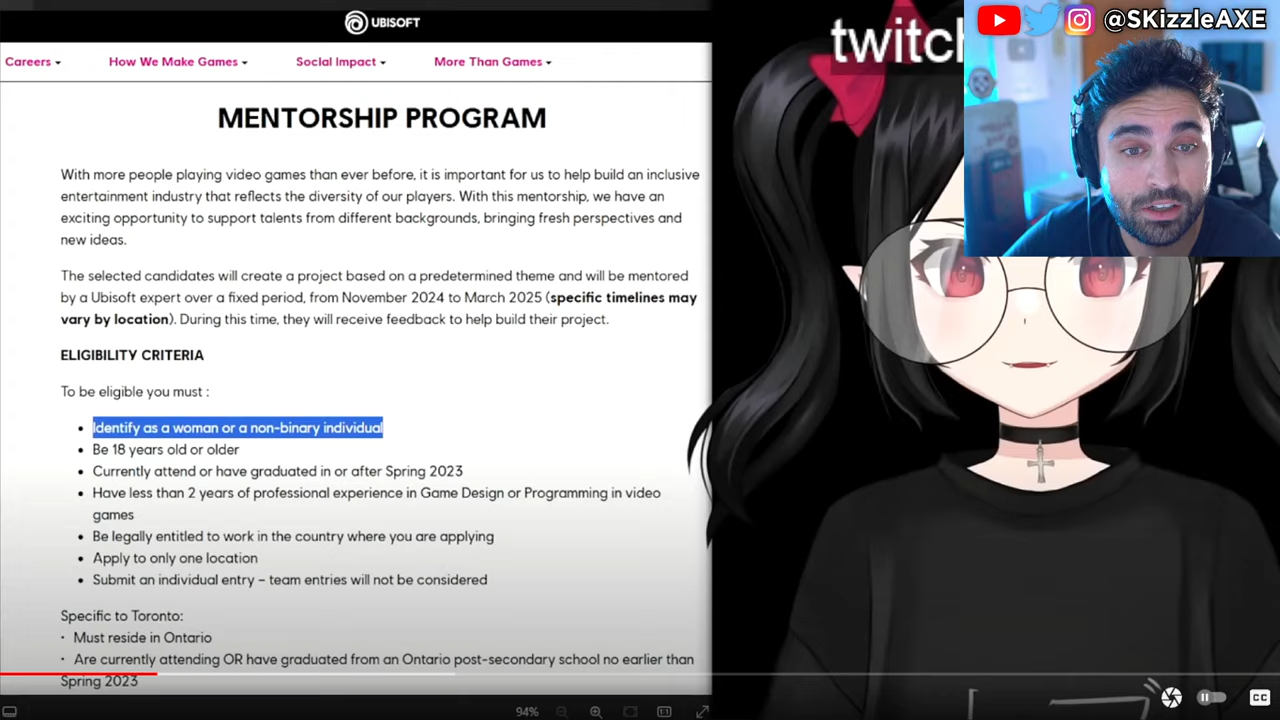 UBISOFT
Careers
How We Make Games
Social Impact
More Than Games
twitch
@SKizzleAXE
MENTORSHIP PROGRAM
With more people playing video games than ever before, it is important for us to help build an inclusive
entertainment industry that reflects the diversity of our players. With this mentorship, we have an
exciting opportunity to support talents from different backgrounds, bringing fresh perspectives and
new ideas.
The selected candidates will create a project based on a predetermined theme and will be mentored
by a Ubisoft expert over a fixed period, from November 2024 to March 2025 (specific timelines may
vary by location). During this time, they will receive feedback to help build their project.
ELIGIBILITY CRITERIA
To be eligible you must :
• Identify as a woman or a non-binary individual
• Be 18 years old or older
• Currently attend or have graduated in or after Spring 2023
• Have less than 2 years of professional experience in Game Design or Programming in video
games
• Be legally entitled to work in the country where you are applying
• Apply to only one location
• Submit an individual entry – team entries will not be considered
Specific to Toronto:
· Must reside in Ontario
· Are currently attending OR have graduated from an Ontario post-secondary school no earlier than
Spring 2023
94%
1:1
CC